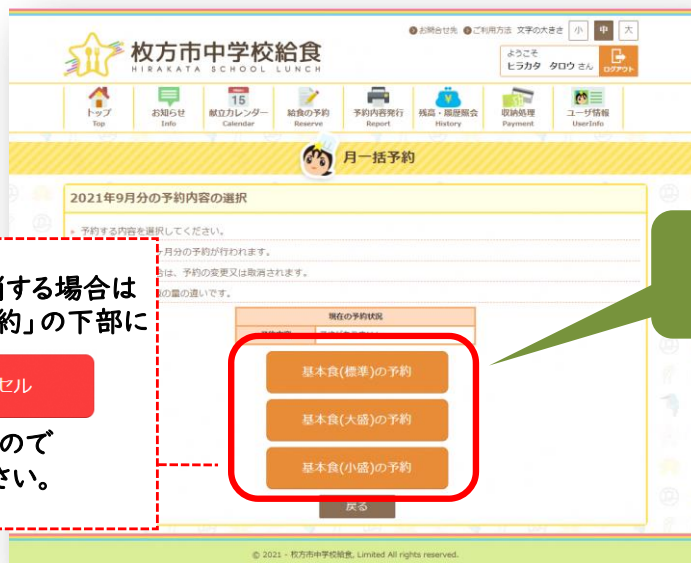 お問合せ先 ご利用方法 文字の大きさ 小 中 大
枚方市中学校給食
HIRAKATA SCHOOL LUNCH
ようこそ
ヒラカタ タロウ さん
ログアウト
トップ
Top
お知らせ
Info
15
献立カレンダー
Calendar
給食の予約
Reserve
予約内容発行
Report
残高・履歴照会
History
収納処理
Payment
ユーザ情報
UserInfo
月一括予約
2021年9月分の予約内容の選択
予約する内容を選択してください。
ヶ月分の予約が行われます。
合は、予約の変更又は取消されます。
の量の違いです。
現在の予約状況
基本食(標準)の予約
基本食(大盛)の予約
基本食(小盛)の予約
戻る
消する場合は
約」の下部に
セル
ので
さい。
© 2021 - 枚方市中学校給食, Limited All rights reserved.